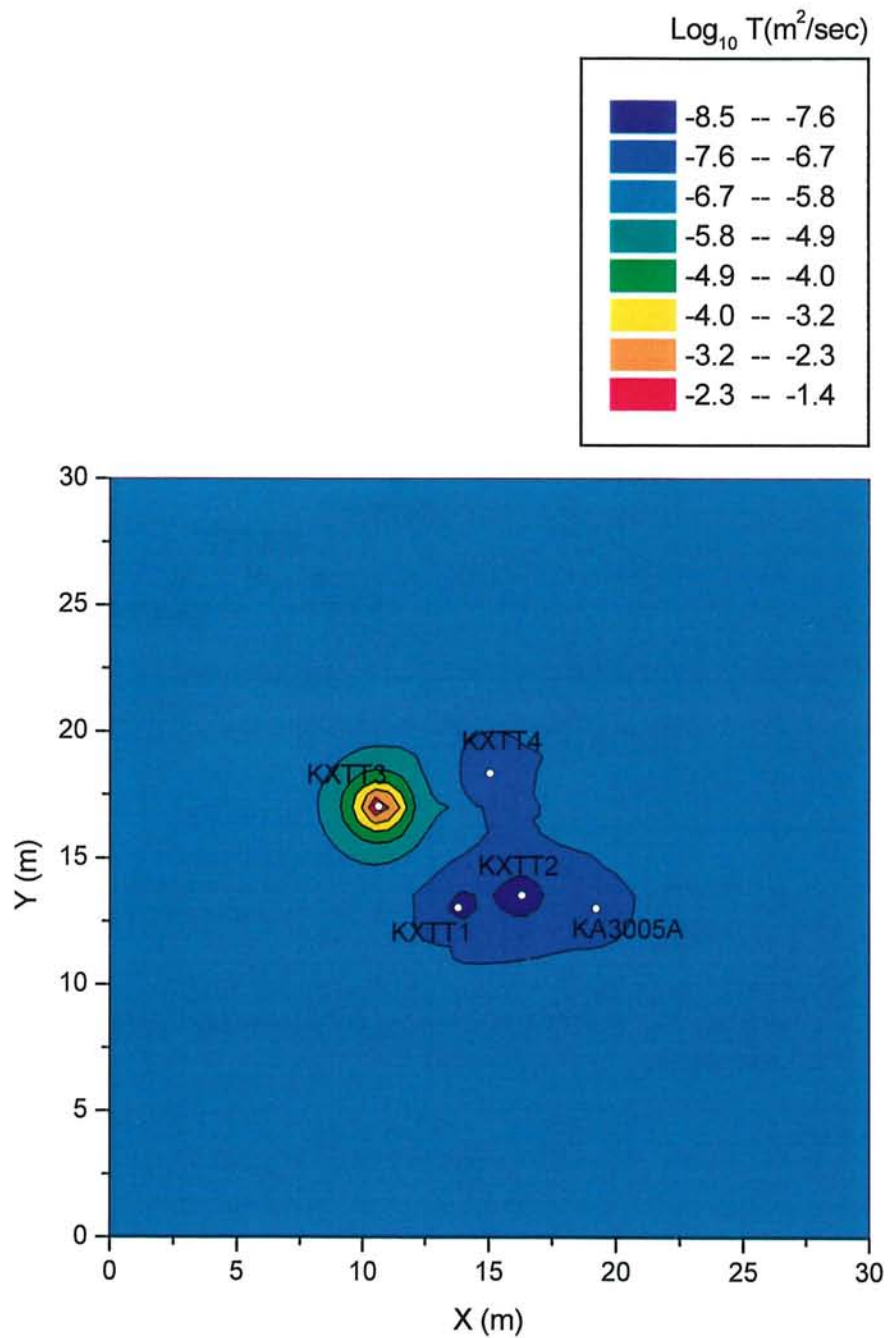 Log10 T(m²/sec)
-8.5 -- -7.6
-7.6 -- -6.7
-6.7 -- -5.8
-5.8 -- -4.9
-4.9 -- -4.0
-4.0 -- -3.2
-3.2 -- -2.3
-2.3 -- -1.4
30
25
20
15
10
5
0
Y (m)
KXTT4
KXTT3
KXTT2
KXTT1
KA3005A
0 5 10 15 20 25 30
X (m)